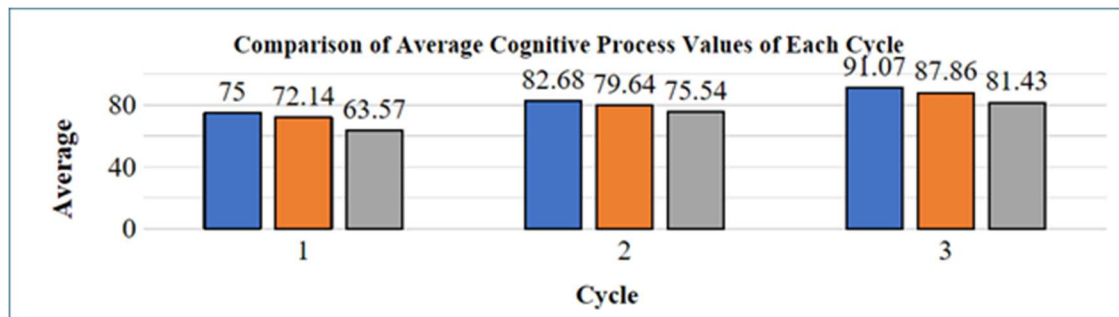 Comparison of Average Cognitive Process Values of Each Cycle
75 72.14 63.57
82.68 79.64 75.54
91.07 87.86 81.43
80
40
0
Average
1 2 3
Cycle